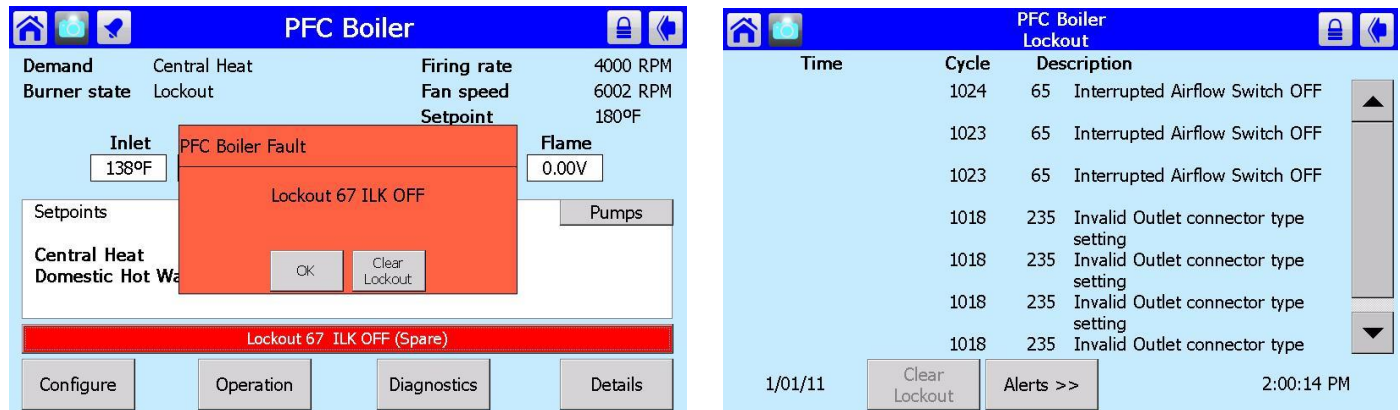 PFC Boiler
Demand Central Heat Firing rate 4000 RPM
Burner state Lockout Fan speed 6002 RPM
Setpoint 180ºF
Inlet Flame
138ºF 0.00V
PFC Boiler Fault
Lockout 67 ILK OFF
OK Clear Lockout
Setpoints Pumps
Central Heat
Domestic Hot Wa
Lockout 67 ILK OFF (Spare)
Configure Operation Diagnostics Details
PFC Boiler
Lockout
Time Cycle Description
1024 65 Interrupted Airflow Switch OFF
1023 65 Interrupted Airflow Switch OFF
1023 65 Interrupted Airflow Switch OFF
1018 235 Invalid Outlet connector type
setting
1018 235 Invalid Outlet connector type
setting
1018 235 Invalid Outlet connector type
setting
1018 235 Invalid Outlet connector type
1/01/11 Clear Lockout Alerts >> 2:00:14 PM